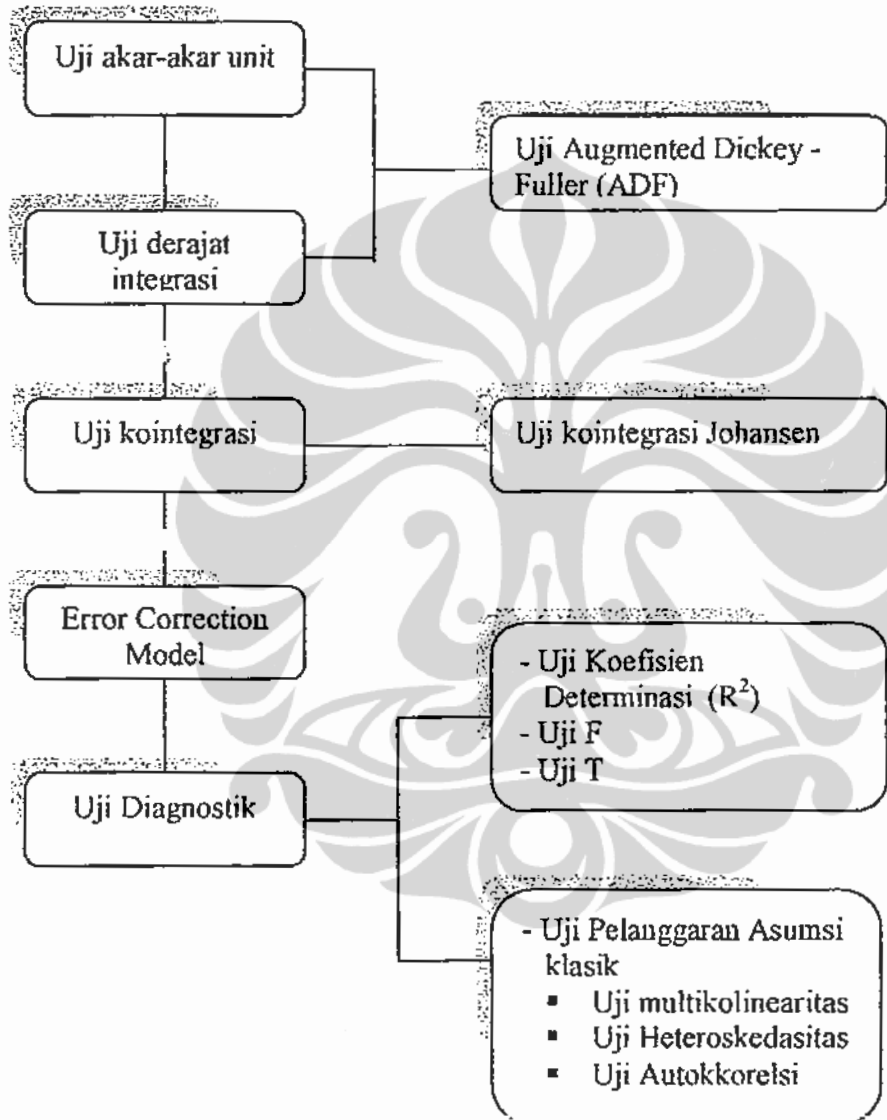 Uji akar-akar unit
Uji Augmented Dickey -
Fuller (ADF)
Uji derajat
integrasi
Uji kointegrasi
Uji kointegrasi Johansen
Error Correction
Model
- Uji Koefisien
Determinasi (R²)
- Uji F
- Uji T
Uji Diagnostik
- Uji Pelanggaran Asumsi
klasik
▪ Uji multikolinearitas
▪ Uji Heteroskedasitas
▪ Uji Autokkorelsi